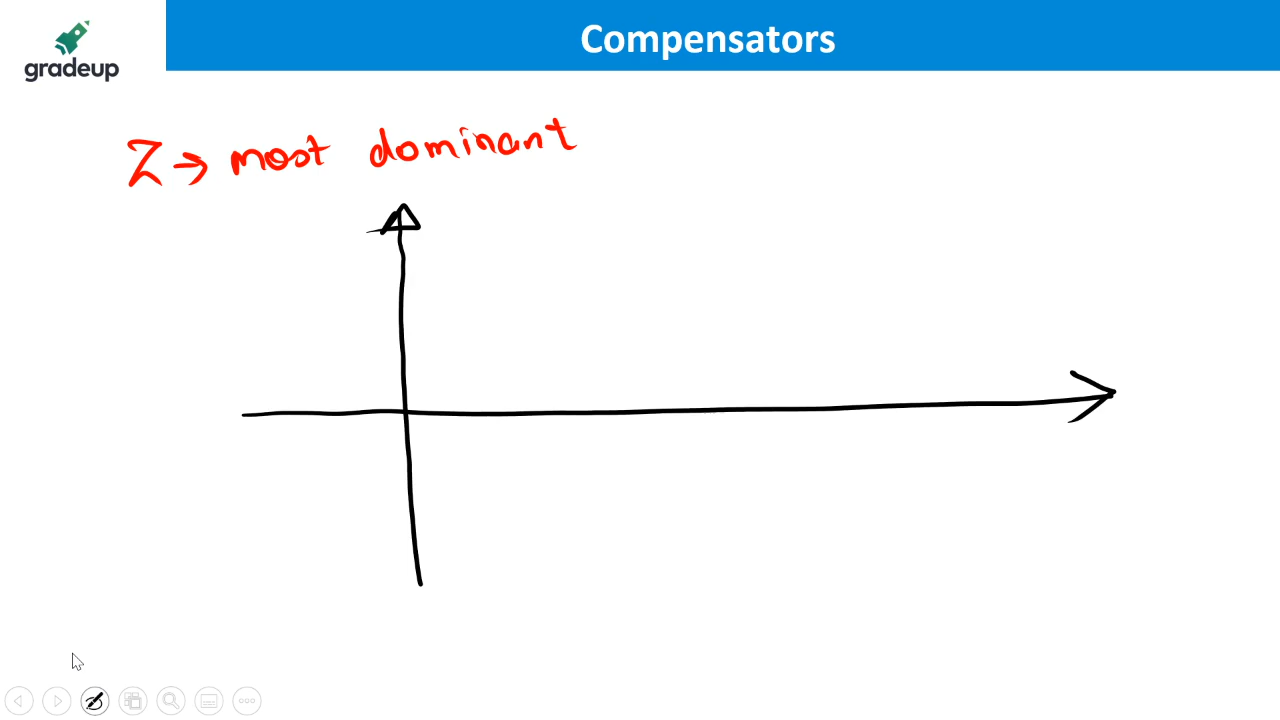 Compensators
gradeup
Z → most dominant